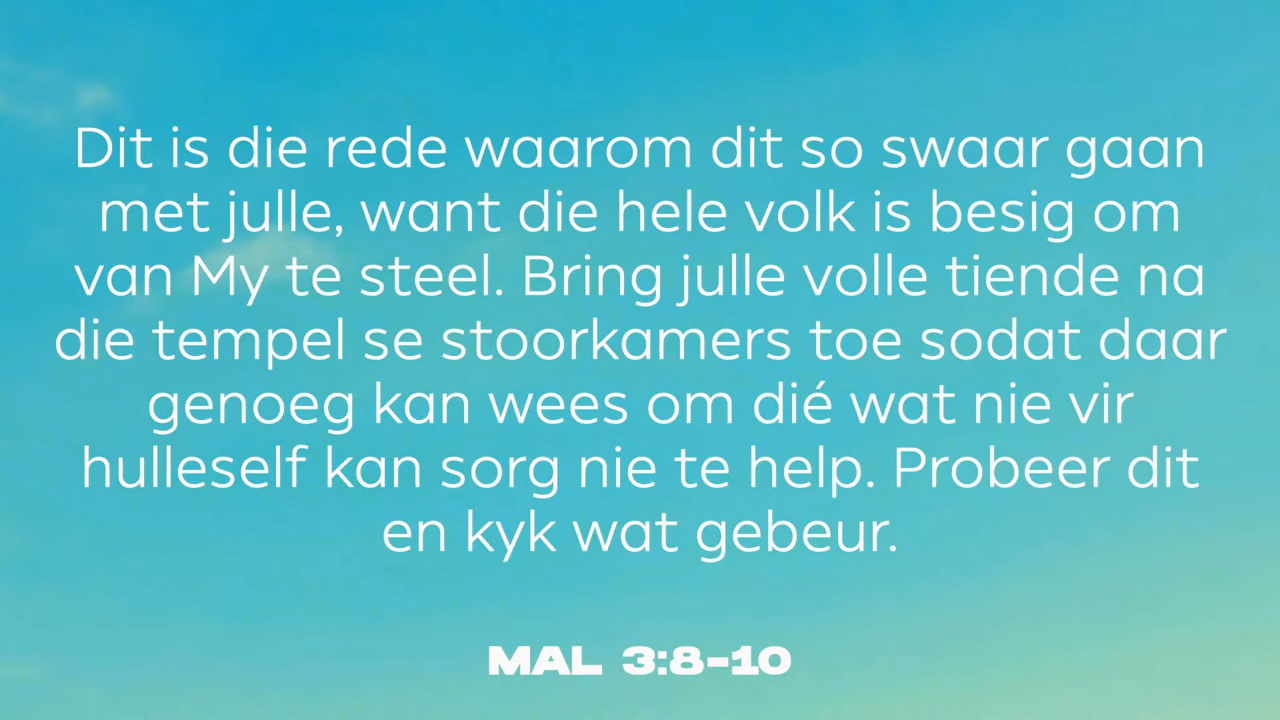 Dit is die rede waarom dit so swaar gaan
met julle, want die hele volk is besig om
van My te steel. Bring julle volle tiende na
die tempel se stoorkamers toe sodat daar
genoeg kan wees om dié wat nie vir
hulleself kan sorg nie te help. Probeer dit
en kyk wat gebeur.
MAL 3:8-10